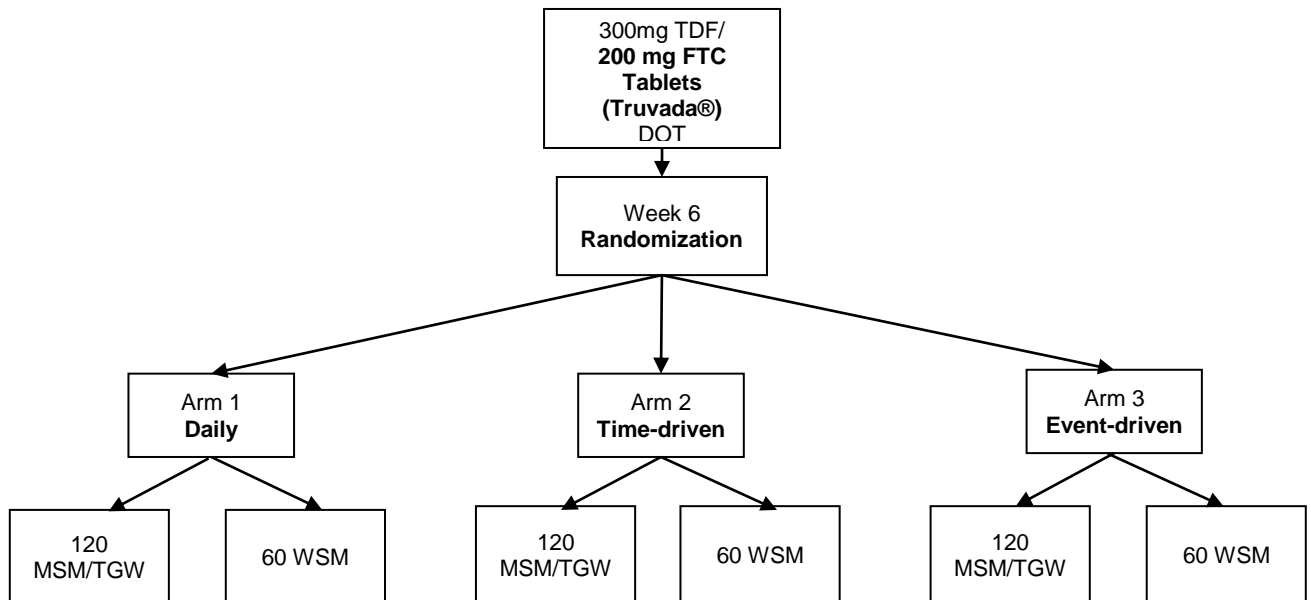 300mg TDF/
200 mg FTC
Tablets
(Truvada®)
DOT
Week 6
Randomization
Arm 1
Daily
Arm 2
Time-driven
Arm 3
Event-driven
120
MSM/TGW
60 WSM
120
MSM/TGW
60 WSM
120
MSM/TGW
60 WSM